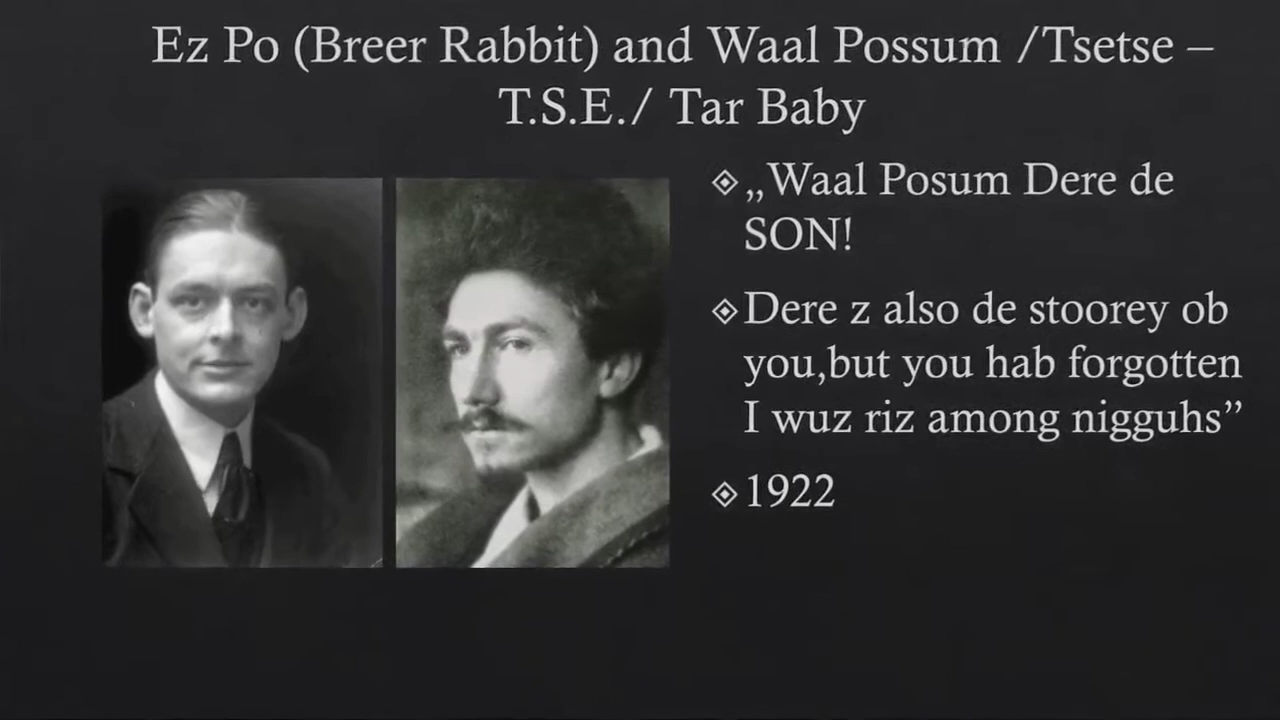 Ez Po (Breer Rabbit) and Waal Possum /Tsetse –
T.S.E./ Tar Baby
„Waal Posum Dere de
SON!
Dere z also de stoorey ob
you,but you hab forgotten
I wuz riz among nigguhs”
1922